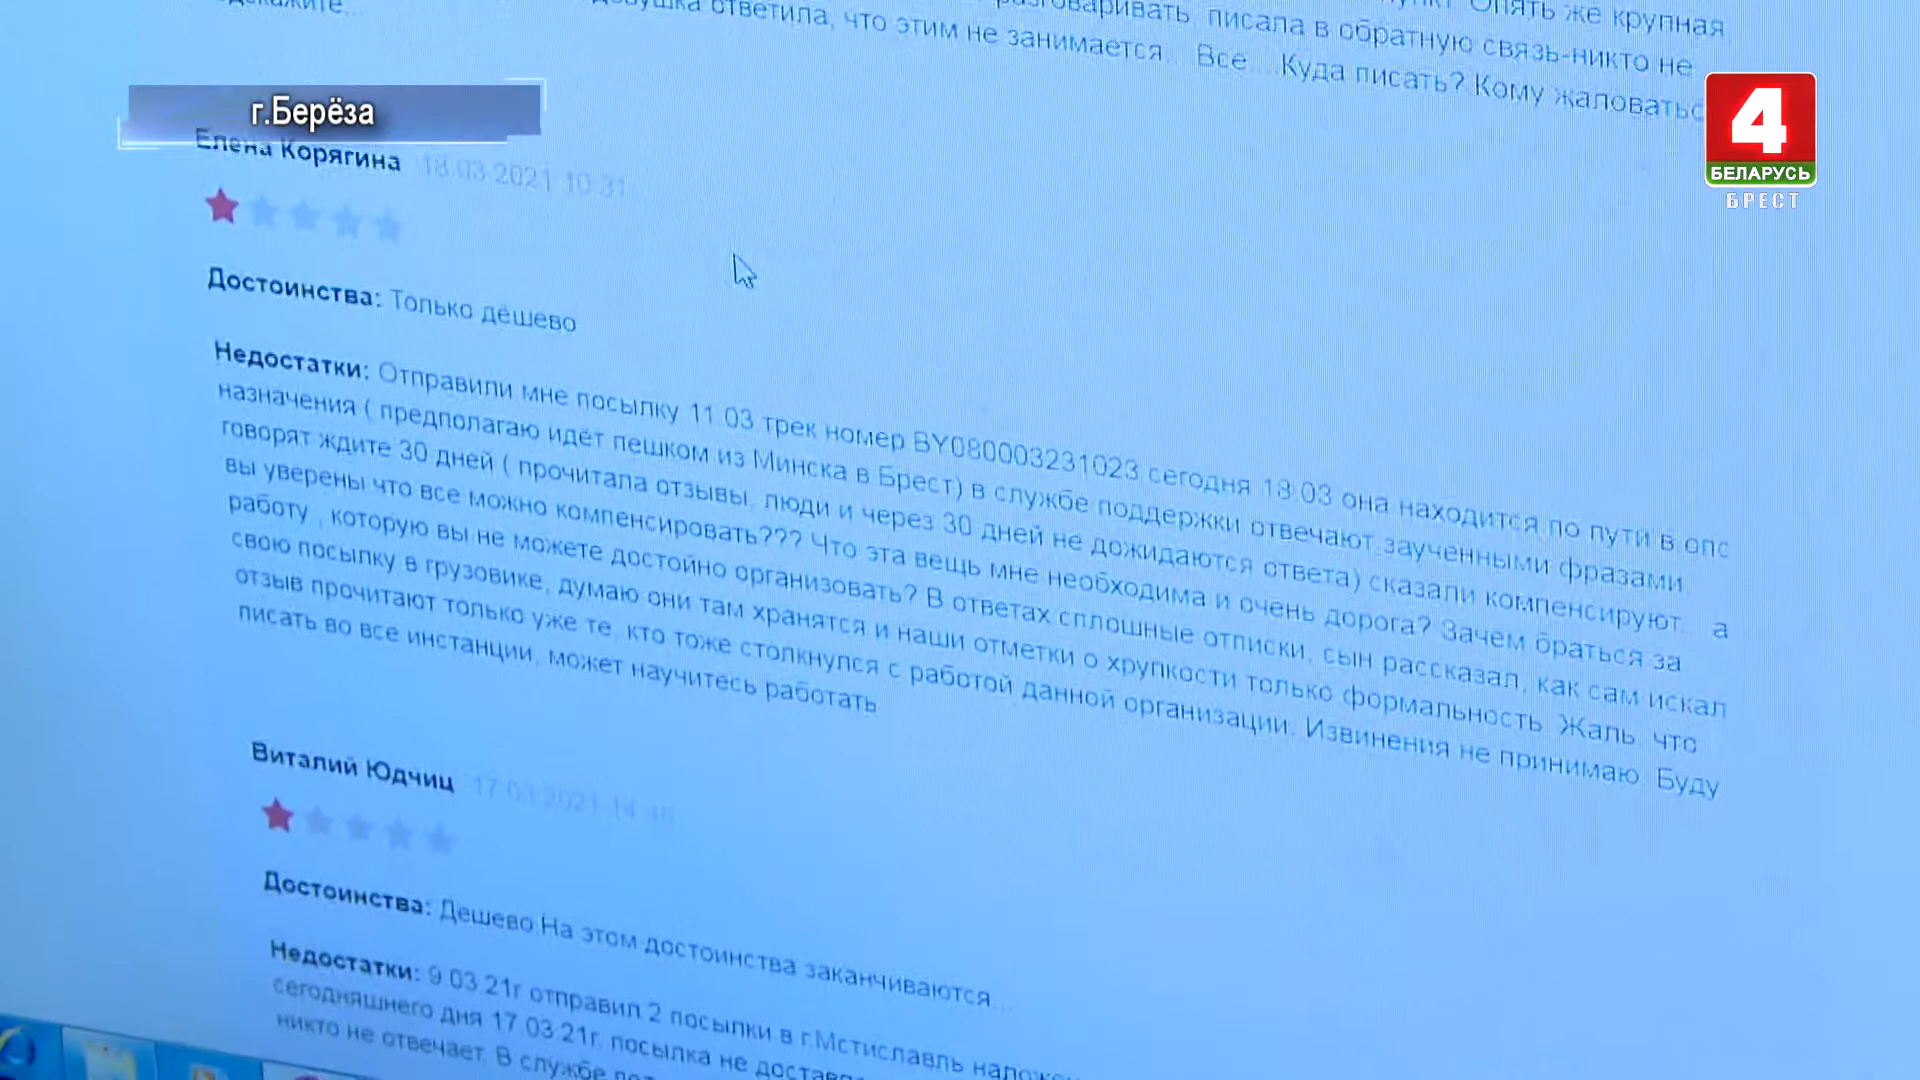 Опять же крупная
разговаривать писала в обратную связь-никто не
ответила, что этим не занимается... Все ...Куда писать? Кому жаловатьс
г.Берёза
4
БЕЛАРУСЬ
БРЕСТ
Елена Корягина 18.03.2021 10:31
Достоинства: Только дёшево
Недостатки: Отправили мне посылку 11.03 трек номер BY080003231023 сегодня 18.03 она находится по пути в опс
назначения ( предполагаю идёт пешком из Минска в Брест) в службе поддержки отвечают заученными фразами
говорят ждите 30 дней ( прочитала отзывы, люди и через 30 дней не дожидаются ответа) сказали компенсируют. а
вы уверены что все можно компенсировать??? Что эта вещь мне необходима и очень дорога? Зачем браться за
работу , которую вы не можете достойно организовать? В ответах сплошные отписки, сын рассказал, как сам искал
свою посылку в грузовике, думаю они там хранятся и наши отметки о хрупкости только формальность. Жаль, что
отзыв прочитают только уже те, кто тоже столкнулся с работой данной организации. Извинения не принимаю. Буду
писать во все инстанции, может научитесь работать
Виталий Юдчиц 17.03.2021 14:40
Достоинства: Дешево На этом достоинства заканчиваются...
Недостатки: 9.03.21г отправил 2 посылки в г.Мстиславль налож
сегодняшнего дня 17.03.21г. посылка не достав
никто не отвечает. В службе